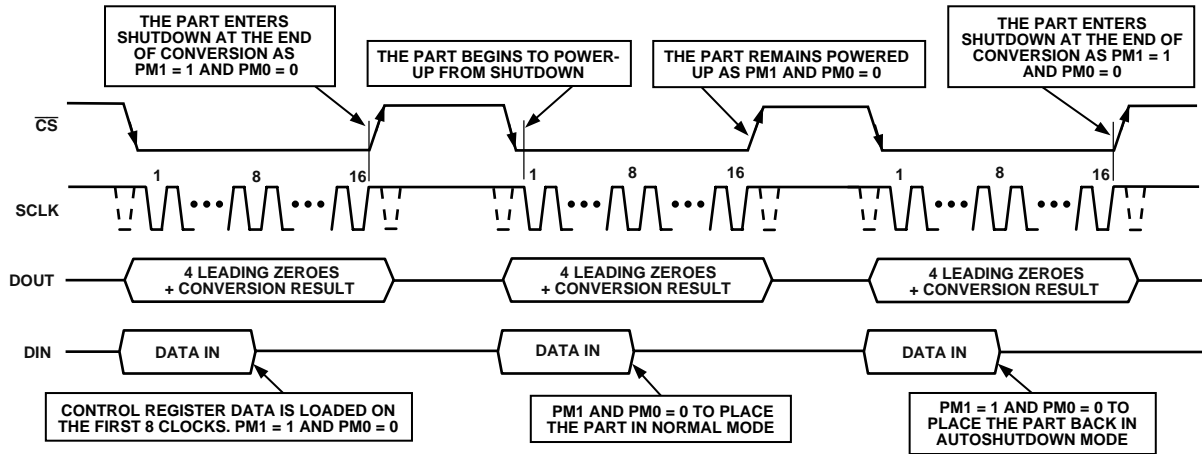 THE PART ENTERS
SHUTDOWN AT THE END
OF CONVERSION AS
PM1 = 1 AND PM0 = 0
THE PART BEGINS TO POWER-
UP FROM SHUTDOWN
THE PART REMAINS POWERED
UP AS PM1 AND PM0 = 0
THE PART ENTERS
SHUTDOWN AT THE END OF
CONVERSION AS PM1 = 1
AND PM0 = 0
CS
1 8 16 1 8 16 1 8 16
SCLK
DOUT
4 LEADING ZEROES
+ CONVERSION RESULT
4 LEADING ZEROES
+ CONVERSION RESULT
4 LEADING ZEROES
+ CONVERSION RESULT
DIN
DATA IN
DATA IN
DATA IN
CONTROL REGISTER DATA IS LOADED ON
THE FIRST 8 CLOCKS. PM1 = 1 AND PM0 = 0
PM1 AND PM0 = 0 TO PLACE
THE PART IN NORMAL MODE
PM1 = 1 AND PM0 = 0 TO
PLACE THE PART BACK IN
AUTOSHUTDOWN MODE